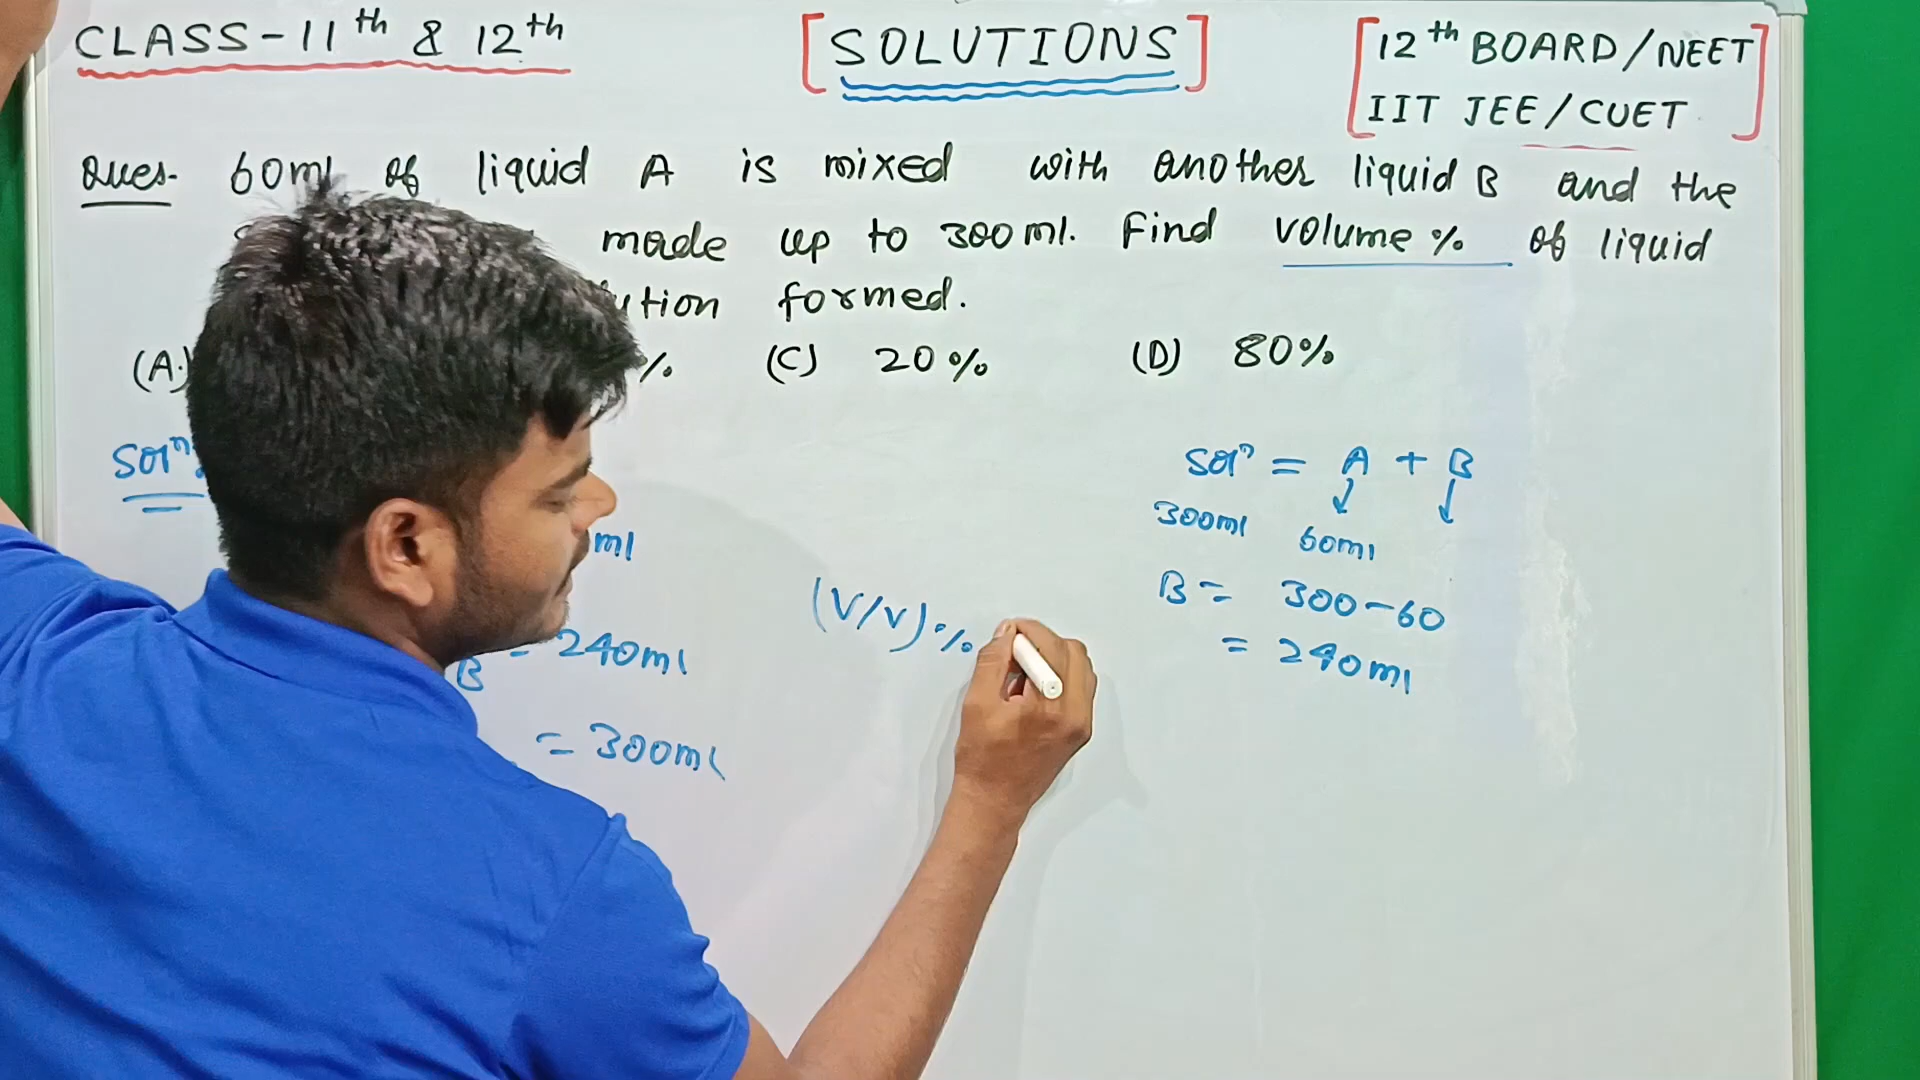 CLASS-11th & 12th
[SOLUTIONS]
[12th BOARD/NEET
IIT JEE/CUET]
Ques. 60ml of liquid A is mixed with another liquid B and the
made up to 300ml. Find volume % of liquid
formed.
(A) % (C) 20% (D) 80%
Solⁿ
Solⁿ = A + B
300ml 60ml
ml
(V/V)%
B = 300-60
= 240ml
B = 240ml
= 300ml